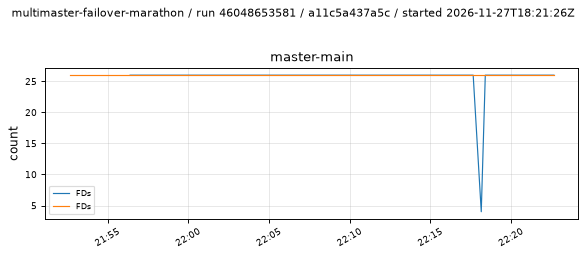 multimaster-failover-marathon / run 46048653581 / a11c5a437a5c / started 2026-11-27T18:21:26Z
master-main
count
25
20
15
10
5
FDs
FDs
21:55
22:00
22:05
22:10
22:15
22:20